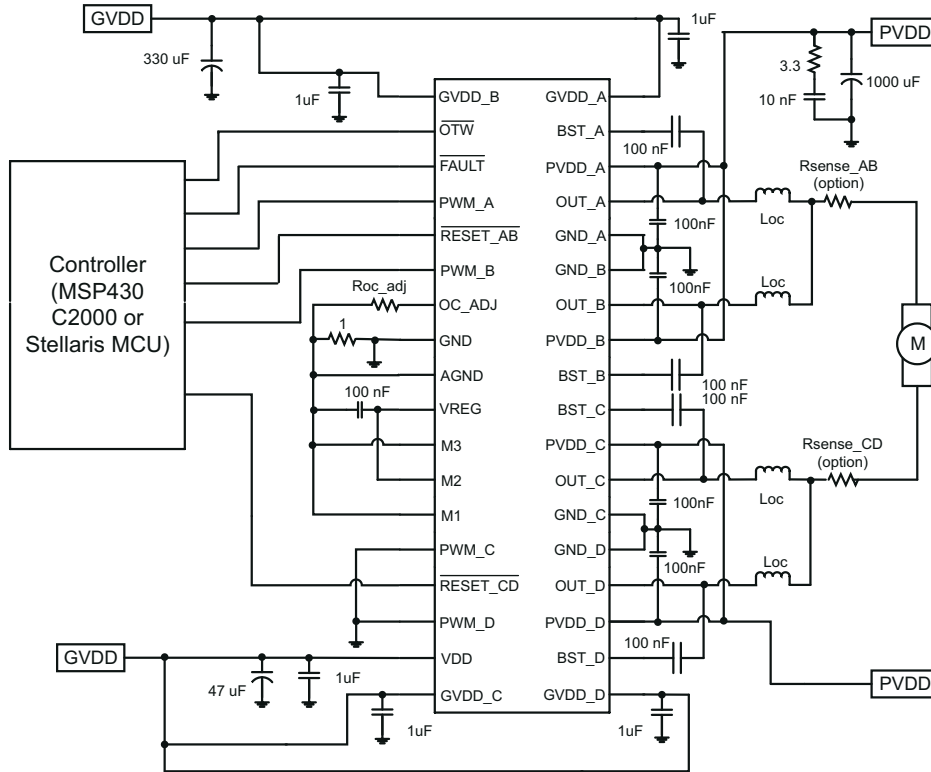 GVDD
1uF
PVDD
330 uF
3.3
1000 uF
1uF
10 nF
GVDD_B
GVDD_A
OTW
BST_A
100 nF
FAULT
PVDD_A
Rsense_AB
(option)
PWM_A
OUT_A
Loc
100nF
RESET_AB
GND_A
Controller
(MSP430
C2000 or
Stellaris MCU)
PWM_B
GND_B
100nF
Loc
Roc_adj
OC_ADJ
OUT_B
1
GND
PVDD_B
M
AGND
BST_B
100 nF
100 nF
100 nF
VREG
BST_C
M3
PVDD_C
Rsense_CD
(option)
M2
OUT_C
Loc
100nF
M1
GND_C
PWM_C
GND_D
100nF
Loc
RESET_CD
OUT_D
PWM_D
PVDD_D
100 nF
GVDD
VDD
BST_D
47 uF
1uF
PVDD
GVDD_C
GVDD_D
1uF
1uF